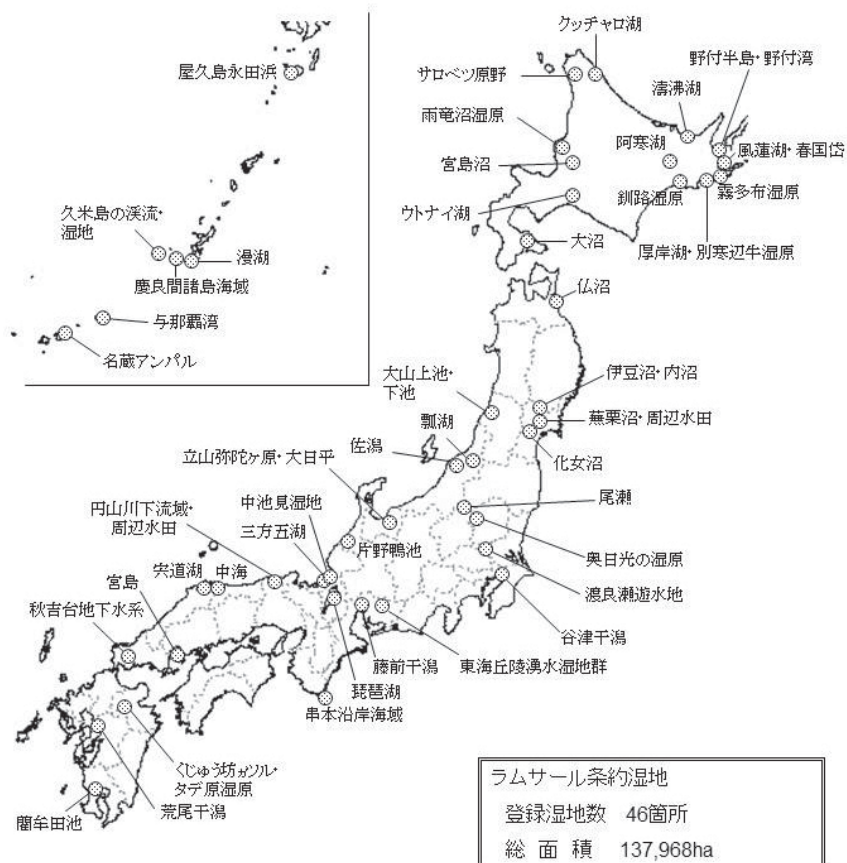 クッチャロ湖
野付半島・野付湾
屋久島永田浜
サロベツ原野
濤沸湖
雨竜沼湿原
阿寒湖
風蓮湖・春国岱
宮島沼
釧路湿原
霧多布湿原
ウトナイ湖
久米島の渓流・
湿地
漫湖
大沼
厚岸湖・別寒辺牛湿原
慶良間諸島海域
仏沼
与那覇湾
名蔵アンパル
大山上池・
下池
伊豆沼・内沼
瓢湖
蕪栗沼・周辺水田
佐潟
化女沼
立山弥陀ヶ原・大日平
円山川下流域・
周辺水田
中池見湿地
尾瀬
三方五湖
片野鴨池
奥日光の湿原
宍道湖
中海
宮島
渡良瀬遊水地
秋吉台地下水系
谷津干潟
藤前干潟
東海丘陵湧水湿地群
琵琶湖
串本沿岸海域
くじゅう坊ガツル・
タデ原湿原
荒尾干潟
藺牟田池
ラムサール条約湿地
登録湿地数 46箇所
総 面 積 137,968ha